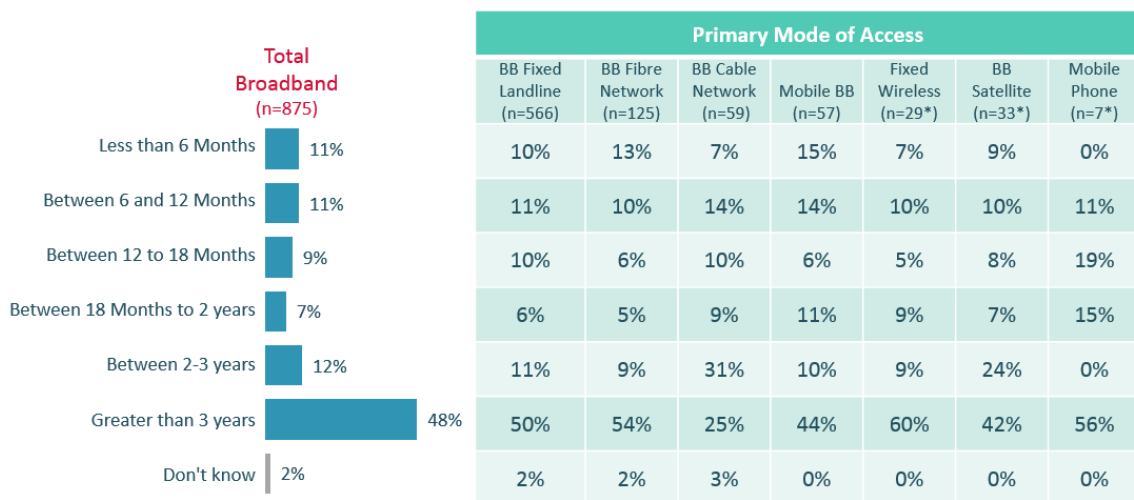 Primary Mode of Access
Total
Broadband
(n=875)
BB Fixed
Landline
(n=566)
BB Fibre
Network
(n=125)
BB Cable
Network
(n=59)
Mobile BB
(n=57)
Fixed
Wireless
(n=29*)
BB
Satellite
(n=33*)
Mobile
Phone
(n=7*)
Less than 6 Months 11% 10% 13% 7% 15% 7% 9% 0%
Between 6 and 12 Months 11% 11% 10% 14% 14% 10% 10% 11%
Between 12 to 18 Months 9% 10% 6% 10% 6% 5% 8% 19%
Between 18 Months to 2 years 7% 6% 5% 9% 11% 9% 7% 15%
Between 2-3 years 12% 11% 9% 31% 10% 9% 24% 0%
Greater than 3 years 48% 50% 54% 25% 44% 60% 42% 56%
Don't know 2% 2% 2% 3% 0% 0% 0% 0%